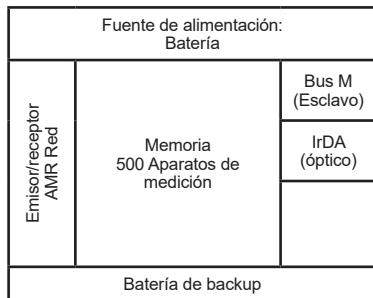 Fuente de alimentación:
Batería
Emisor/receptor
AMR Red
Memoria
500 Aparatos de
medición
Bus M
(Esclavo)
IrDA
(óptico)
Batería de backup